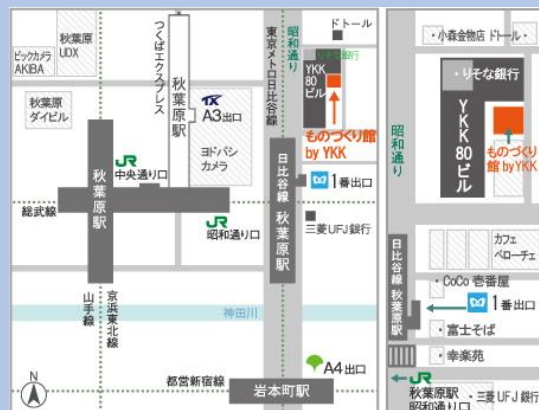 ドトール
ビックカメラ
AKIBA
秋葉原
UDX
つくばエクスプレス
秋葉原駅
東京メトロ日比谷線
昭和通り
りそな銀行
YKK
80
ビル
秋葉原
ダイビル
TX
A3出口
ヨドバシ
カメラ
ものづくり館
by YKK
JR
中央通り口
秋葉原駅
日比谷線 秋葉原駅
1番出口
総武線
JR
昭和通り口
三菱UFJ銀行
山手線
京浜東北線
神田川
N
都営新宿線
岩本町駅
A4出口
・小森金物店
ドトール・
・りそな銀行
YKK80ビル
昭和通り
ものづくり
館 by YKK
カフェ
ベローチェ
・CoCo 壱番屋
日比谷線 秋葉原駅
1番出口
・富士そば
・幸楽苑
JR
秋葉原駅
昭和通り口
・三菱UFJ銀行